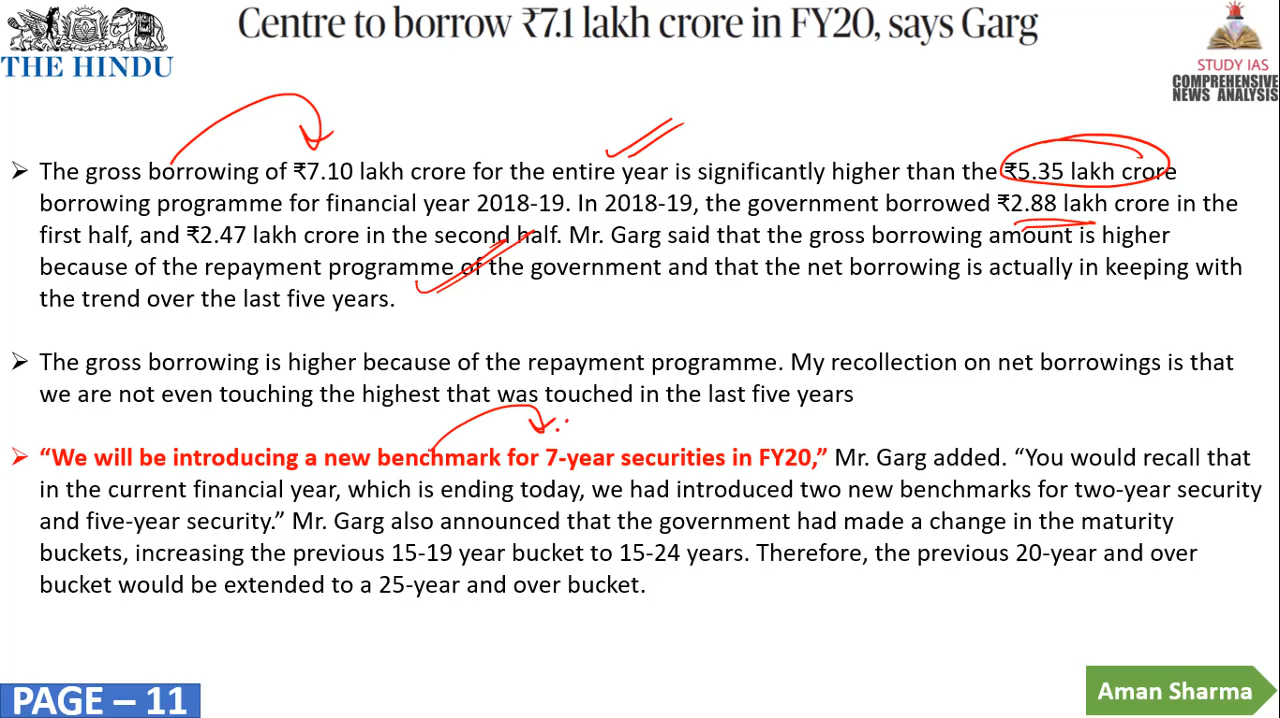 Centre to borrow ₹7.1 lakh crore in FY20, says Garg
THE HINDU
STUDY IAS
COMPREHENSIVE
NEWS ANALYSIS
➢ The gross borrowing of ₹7.10 lakh crore for the entire year is significantly higher than the ₹5.35 lakh crore
borrowing programme for financial year 2018-19. In 2018-19, the government borrowed ₹2.88 lakh crore in the
first half, and ₹2.47 lakh crore in the second half. Mr. Garg said that the gross borrowing amount is higher
because of the repayment programme of the government and that the net borrowing is actually in keeping with
the trend over the last five years.
➢ The gross borrowing is higher because of the repayment programme. My recollection on net borrowings is that
we are not even touching the highest that was touched in the last five years
➢ “We will be introducing a new benchmark for 7-year securities in FY20,” Mr. Garg added. “You would recall that
in the current financial year, which is ending today, we had introduced two new benchmarks for two-year security
and five-year security.” Mr. Garg also announced that the government had made a change in the maturity
buckets, increasing the previous 15-19 year bucket to 15-24 years. Therefore, the previous 20-year and over
bucket would be extended to a 25-year and over bucket.
PAGE – 11
Aman Sharma